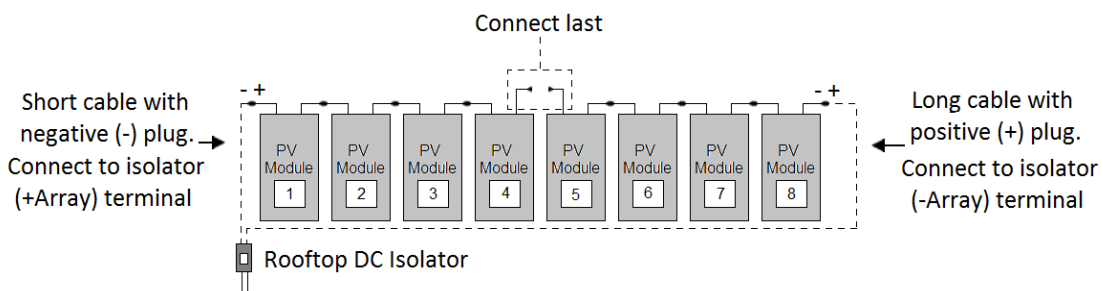 Connect last
- +
- +
Short cable with
negative (-) plug.
Connect to isolator
(+Array) terminal
Long cable with
positive (+) plug.
Connect to isolator
(-Array) terminal
PV
Module
1
PV
Module
2
PV
Module
3
PV
Module
4
PV
Module
5
PV
Module
6
PV
Module
7
PV
Module
8
Rooftop DC Isolator